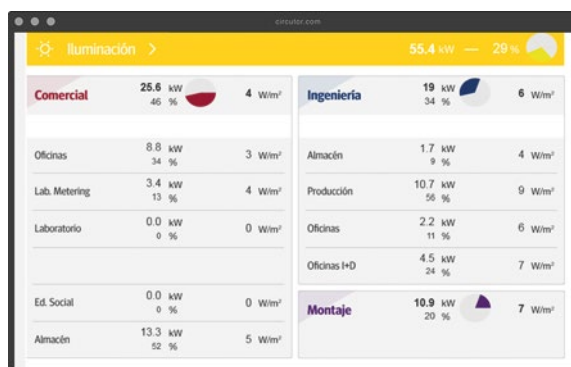 circutor.com
Iluminación >
55.4 kW — 29 %
Comercial 25.6 kW 4 W/m²
46 %
Oficinas 8.8 kW 3 W/m²
34 %
Lab. Metering 3.4 kW 4 W/m²
13 %
Laboratorio 0.0 kW 0 W/m²
0 %
Ed. Social 0.0 kW 0 W/m²
0 %
Almacén 13.3 kW 5 W/m²
52 %
Ingeniería 19 kW 6 W/m²
34 %
Almacén 1.7 kW 4 W/m²
9 %
Producción 10.7 kW 9 W/m²
56 %
Oficinas 2.2 kW 6 W/m²
11 %
Oficinas I+D 4.5 kW 7 W/m²
24 %
Montaje 10.9 kW 7 W/m²
20 %